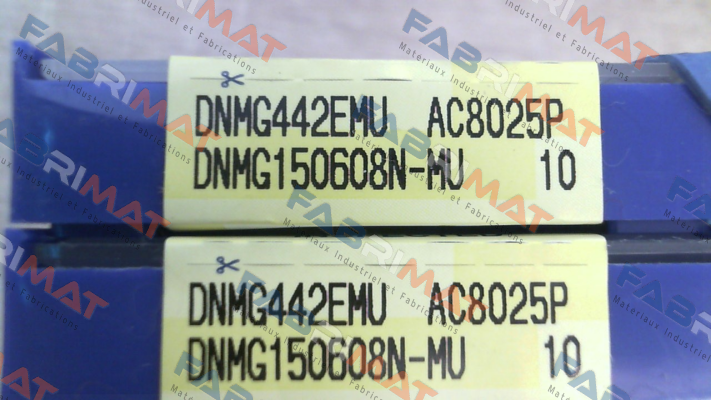 DNMG442EMU AC8025P
DNMG150608N-MU 10
DNMG442EMU AC8025P
DNMG150608N-MU 10
FABRIMAT
Materiaux Industriel et Fabrications